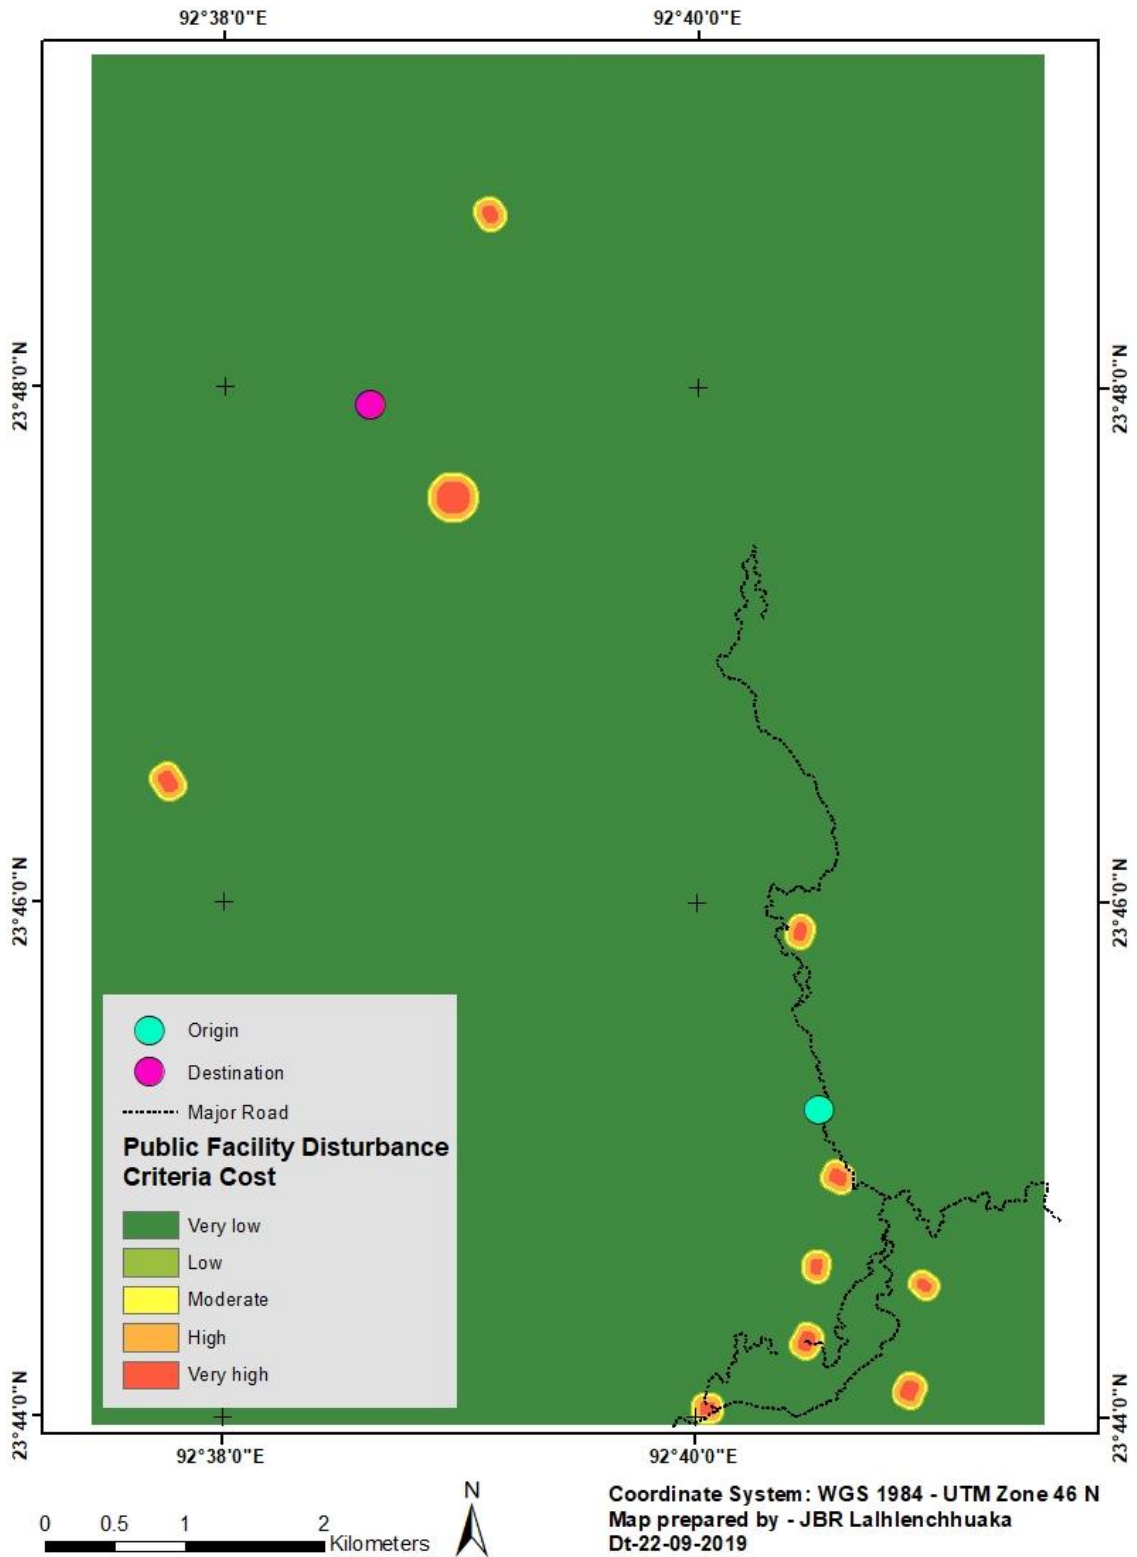 92°38'0"E 92°40'0"E
23°48'0"N 23°48'0"N
23°46'0"N 23°46'0"N
Origin
Destination
Major Road
Public Facility Disturbance
Criteria Cost
Very low
Low
Moderate
High
Very high
23°44'0"N 23°44'0"N
92°38'0"E 92°40'0"E
N
0 0.5 1 2
Kilometers
Coordinate System: WGS 1984 - UTM Zone 46 N
Map prepared by - JBR Lalhlenchhuaka
Dt-22-09-2019